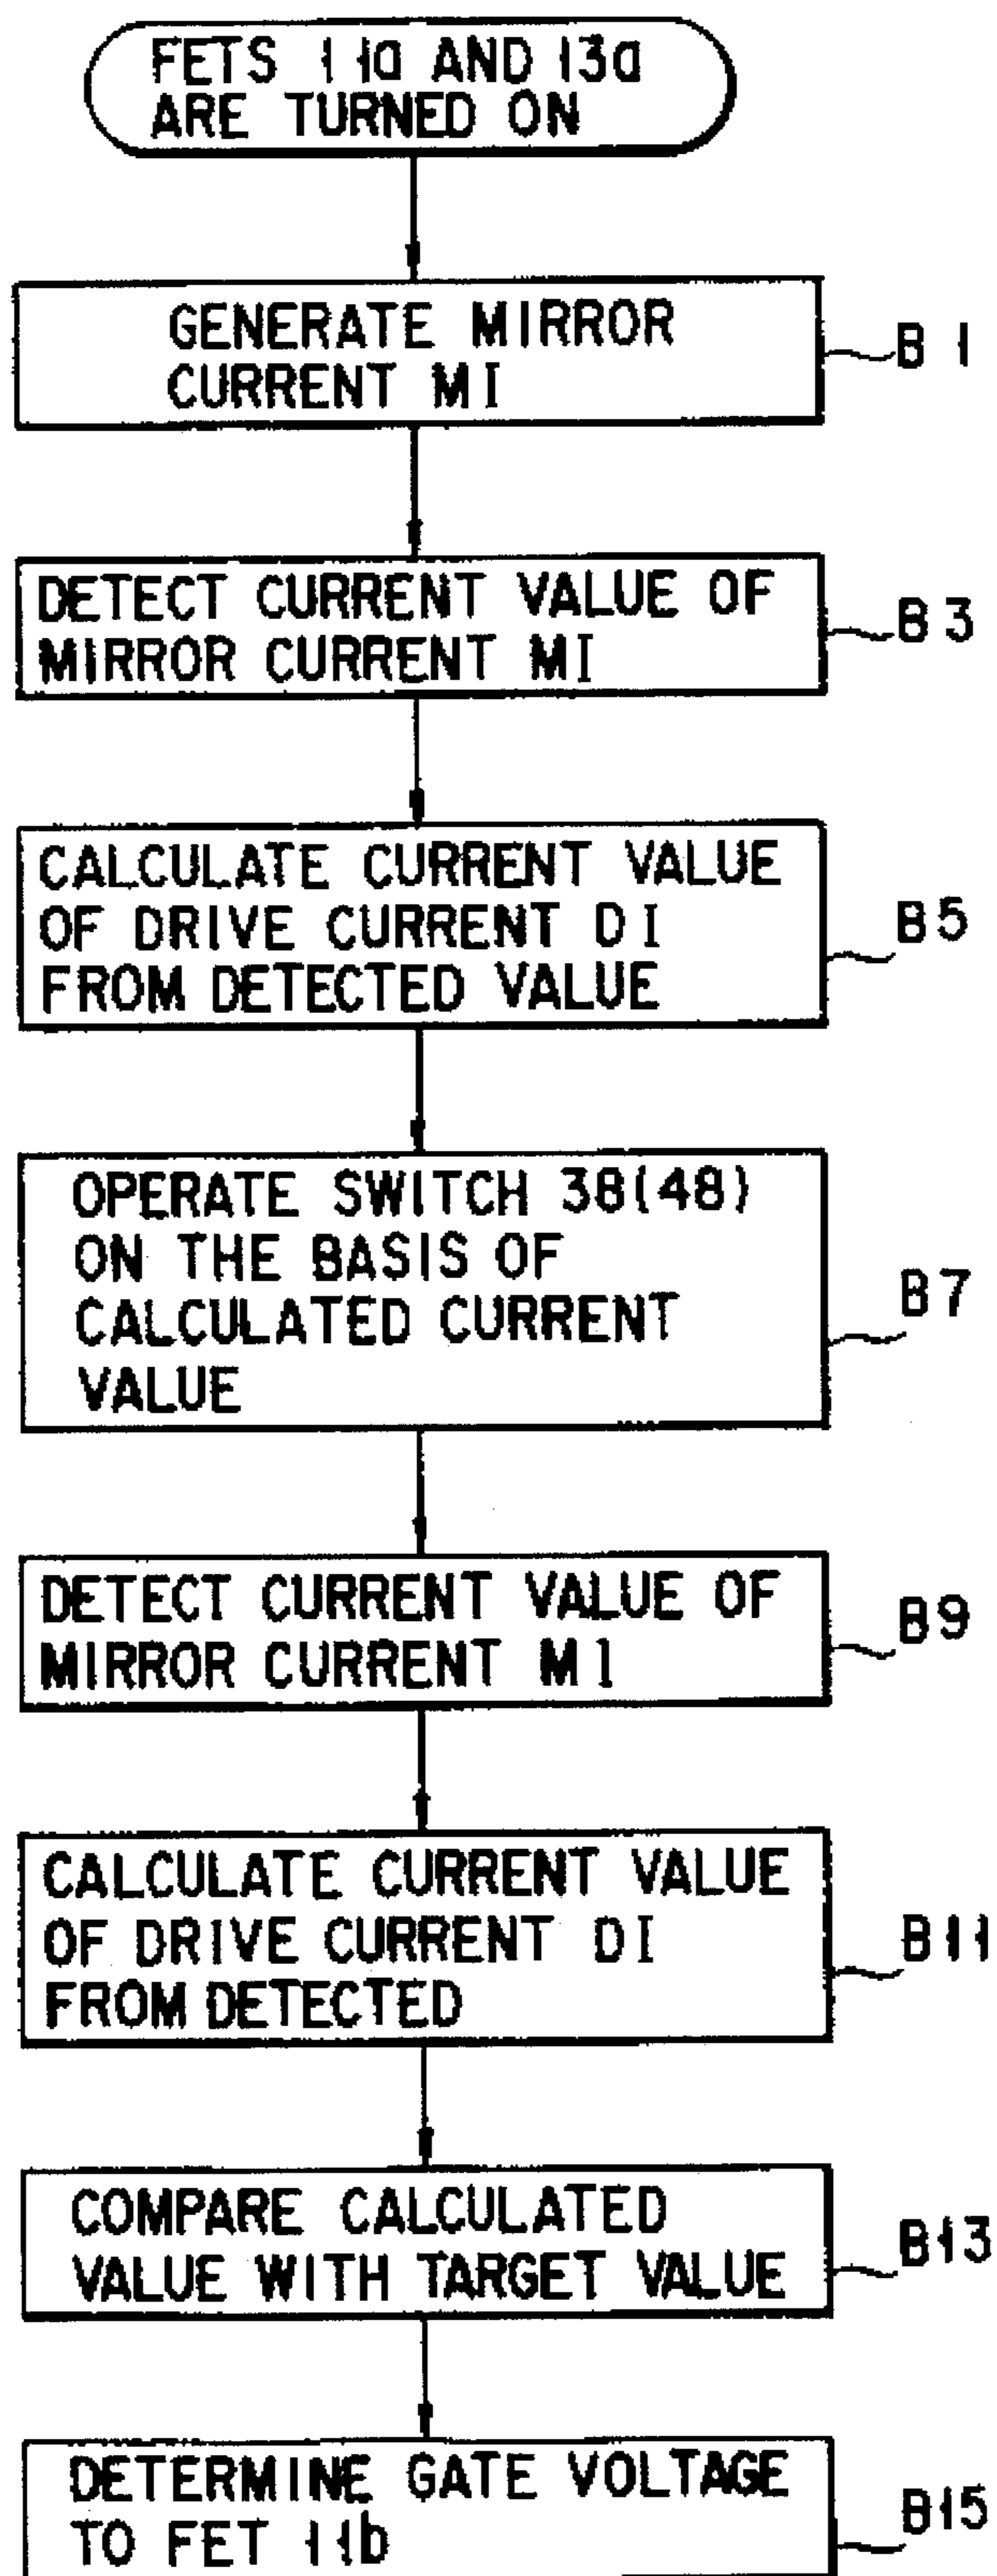 FETS 11a AND 13a
ARE TURNED ON
GENERATE MIRROR
CURRENT MI
B1
DETECT CURRENT VALUE OF
MIRROR CURRENT MI
B3
CALCULATE CURRENT VALUE
OF DRIVE CURRENT DI
FROM DETECTED VALUE
B5
OPERATE SWITCH 38(48)
ON THE BASIS OF
CALCULATED CURRENT
VALUE
B7
DETECT CURRENT VALUE OF
MIRROR CURRENT MI
B9
CALCULATE CURRENT VALUE
OF DRIVE CURRENT DI
FROM DETECTED
B11
COMPARE CALCULATED
VALUE WITH TARGET VALUE
B13
DETERMINE GATE VOLTAGE
TO FET 11b
B15